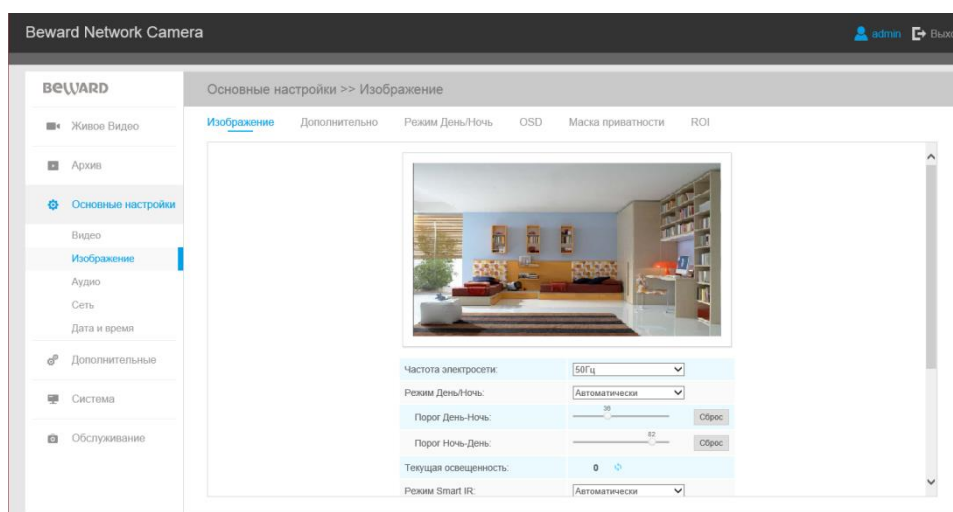 Beward Network Camera
admin
BEWARD
Основные настройки >> Изображение
Живое Видео
Архив
Основные настройки
Видео
Изображение
Аудио
Сеть
Дата и время
Дополнительные
Система
Обслуживание
Изображение Дополнительно Режим День/Ночь OSD Маска приватности ROI
Частота электросети: 50Гц
Режим День/Ночь: Автоматически
38
Порог День-Ночь: Сброс
82
Порог Ночь-День: Сброс
Текущая освещенность: 0
Режим Smart IR: Автоматически